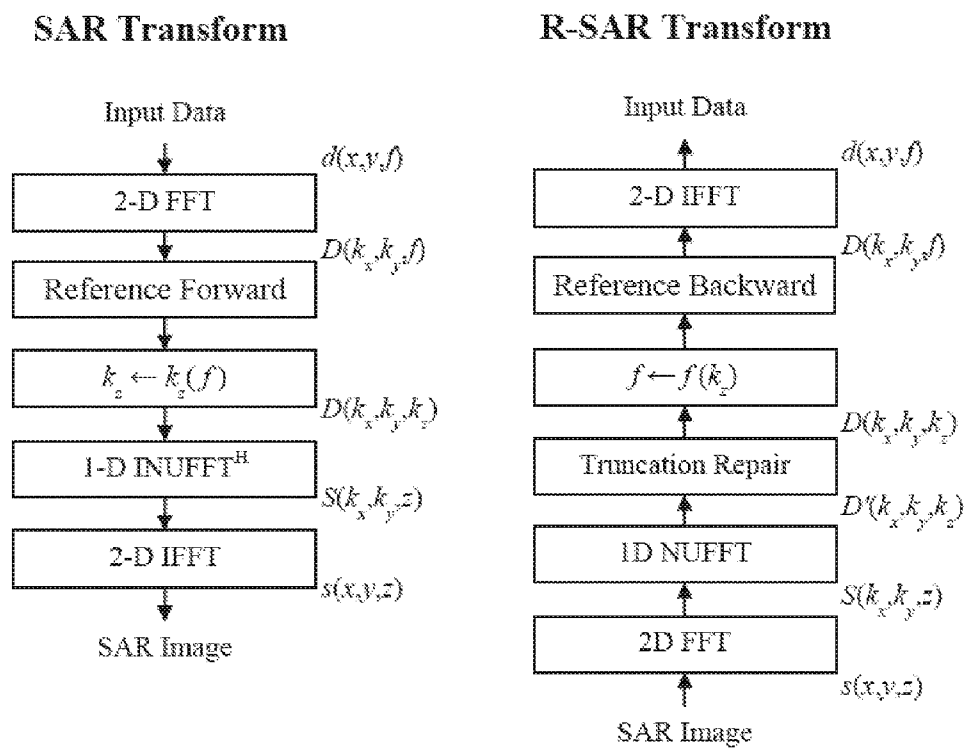 SAR Transform
Input Data
d(x,y,f)
2-D FFT
D(kx,ky,f)
Reference Forward
kz ← kz(f)
D(kx,ky,kz)
1-D INUFFT^H
S(kx,ky,z)
2-D IFFT
s(x,y,z)
SAR Image
R-SAR Transform
Input Data
d(x,y,f)
2-D IFFT
D(kx,ky,f)
Reference Backward
f ← f(kz)
D(kx,ky,kz)
Truncation Repair
D'(kx,ky,kz)
1D NUFFT
S(kx,ky,z)
2D FFT
s(x,y,z)
SAR Image